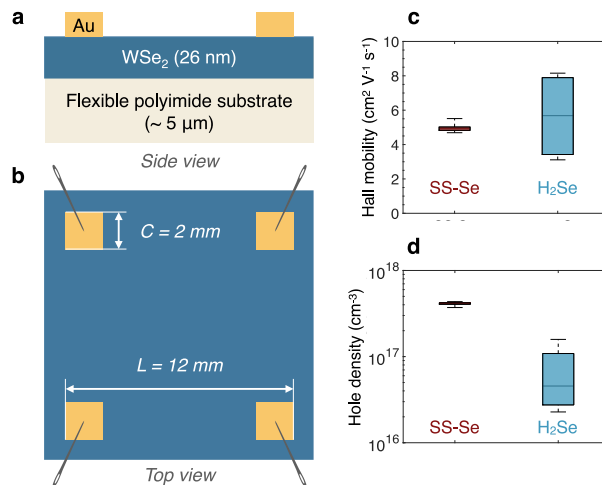 a
Au
WSe₂ (26 nm)
Flexible polyimide substrate
(~ 5 μm)
Side view
b
C = 2 mm
L = 12 mm
Top view
c
Hall mobility (cm² V⁻¹ s⁻¹)
10
8
6
4
2
0
SS-Se
H₂Se
d
Hole density (cm⁻³)
10¹⁸
10¹⁷
10¹⁶
SS-Se
H₂Se